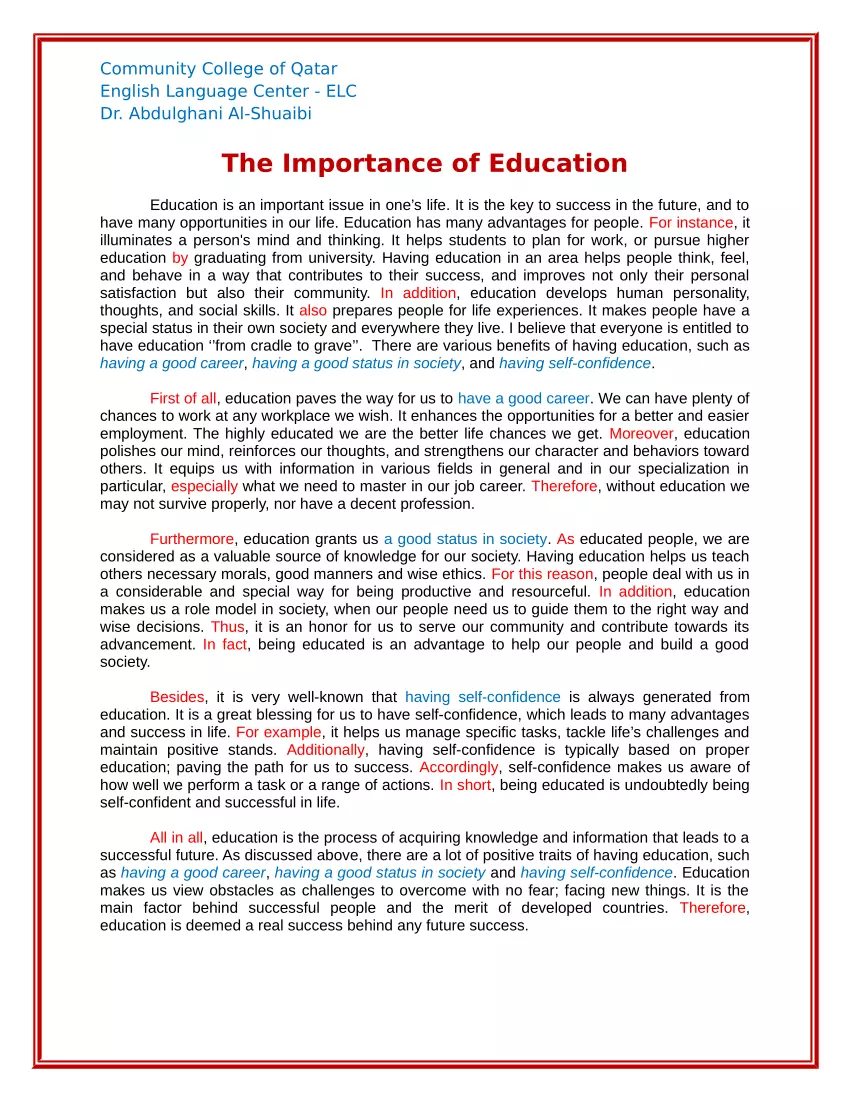 Community College of Qatar
English Language Center - ELC
Dr. Abdulghani Al-Shuaibi
The Importance of Education
Education is an important issue in one's life. It is the key to success in the future, and to
have many opportunities in our life. Education has many advantages for people. For instance, it
illuminates a person's mind and thinking. It helps students to plan for work, or pursue higher
education by graduating from university. Having education in an area helps people think, feel,
and behave in a way that contributes to their success, and improves not only their personal
satisfaction but also their community. In addition, education develops human personality,
thoughts, and social skills. It also prepares people for life experiences. It makes people have a
special status in their own society and everywhere they live. I believe that everyone is entitled to
have education ‘'from cradle to grave’'. There are various benefits of having education, such as
having a good career, having a good status in society, and having self-confidence.
First of all, education paves the way for us to have a good career. We can have plenty of
chances to work at any workplace we wish. It enhances the opportunities for a better and easier
employment. The highly educated we are the better life chances we get. Moreover, education
polishes our mind, reinforces our thoughts, and strengthens our character and behaviors toward
others. It equips us with information in various fields in general and in our specialization in
particular, especially what we need to master in our job career. Therefore, without education we
may not survive properly, nor have a decent profession.
Furthermore, education grants us a good status in society. As educated people, we are
considered as a valuable source of knowledge for our society. Having education helps us teach
others necessary morals, good manners and wise ethics. For this reason, people deal with us in
a considerable and special way for being productive and resourceful. In addition, education
makes us a role model in society, when our people need us to guide them to the right way and
wise decisions. Thus, it is an honor for us to serve our community and contribute towards its
advancement. In fact, being educated is an advantage to help our people and build a good
society.
Besides, it is very well-known that having self-confidence is always generated from
education. It is a great blessing for us to have self-confidence, which leads to many advantages
and success in life. For example, it helps us manage specific tasks, tackle life’s challenges and
maintain positive stands. Additionally, having self-confidence is typically based on proper
education; paving the path for us to success. Accordingly, self-confidence makes us aware of
how well we perform a task or a range of actions. In short, being educated is undoubtedly being
self-confident and successful in life.
All in all, education is the process of acquiring knowledge and information that leads to a
successful future. As discussed above, there are a lot of positive traits of having education, such
as having a good career, having a good status in society and having self-confidence. Education
makes us view obstacles as challenges to overcome with no fear; facing new things. It is the
main factor behind successful people and the merit of developed countries. Therefore,
education is deemed a real success behind any future success.